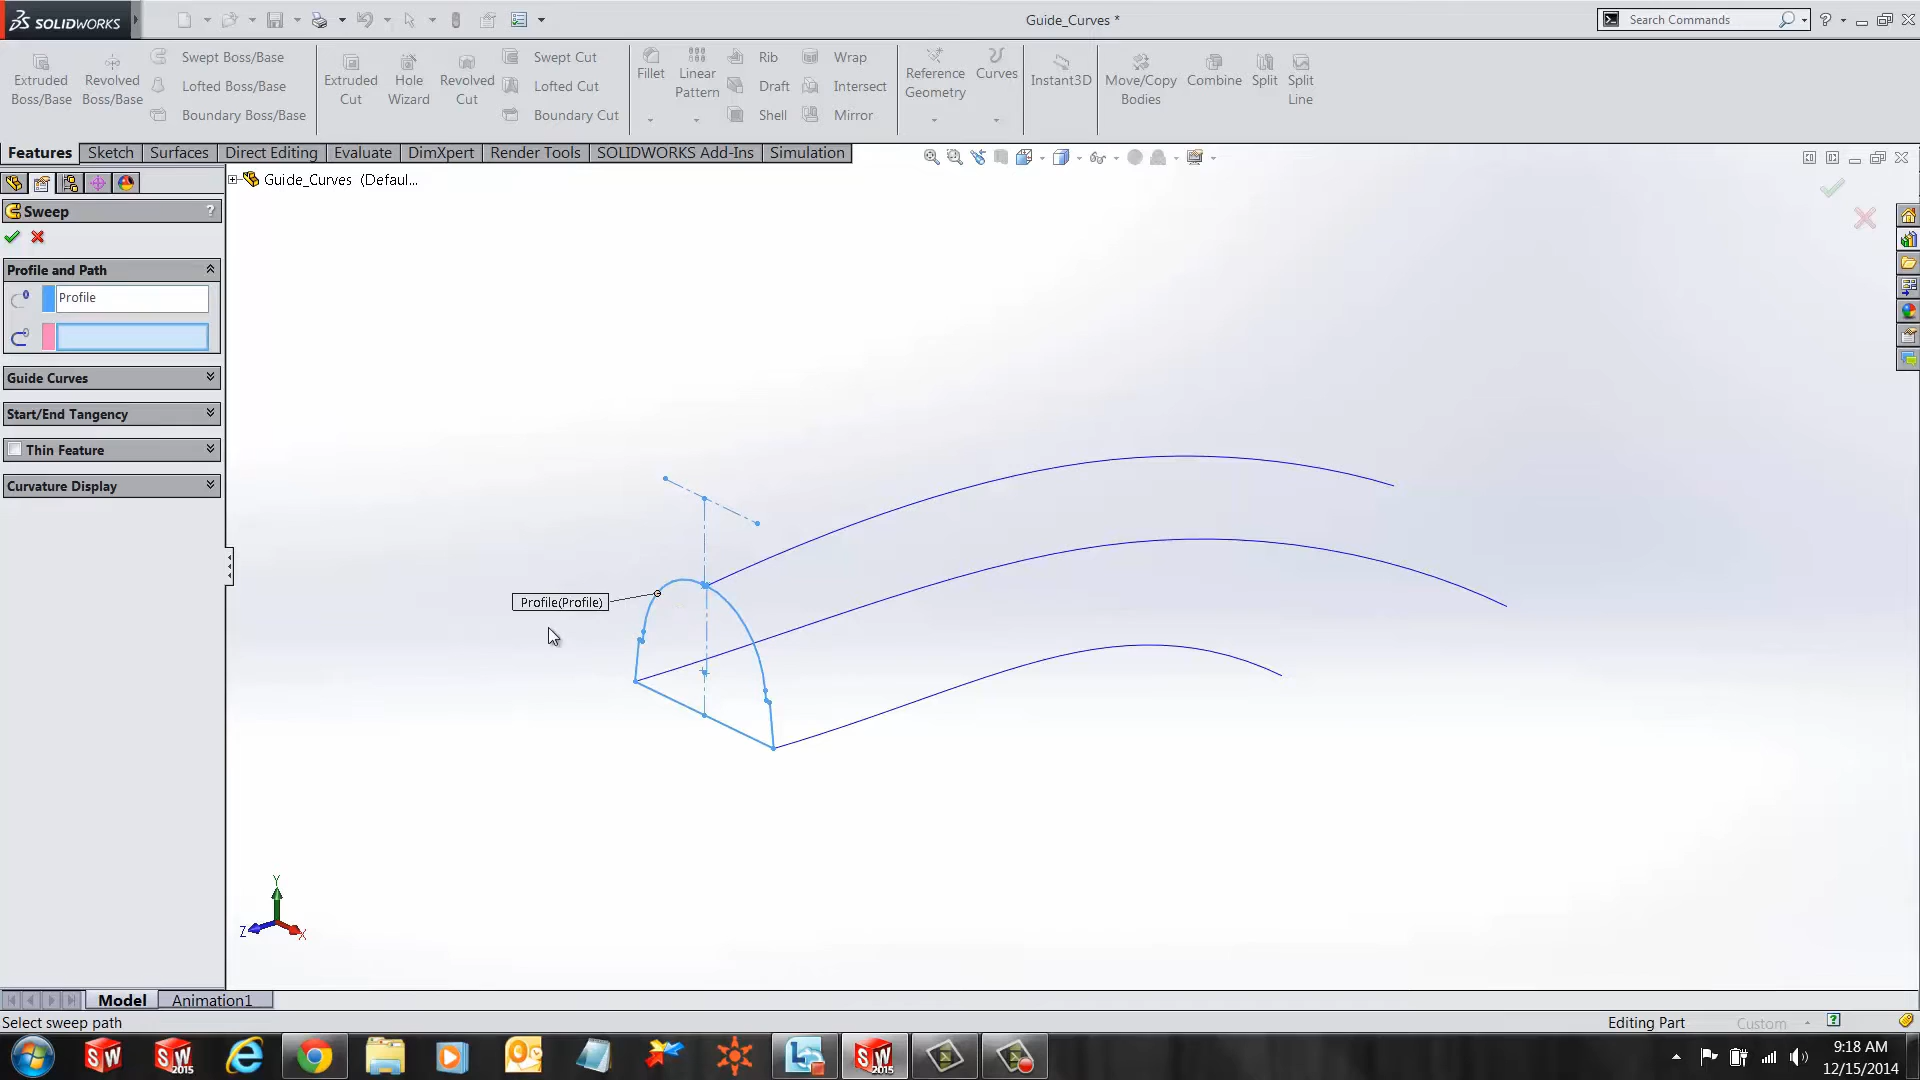 SOLIDWORKS
Guide_Curves *
Search Commands
?
Extruded Boss/Base
Revolved Boss/Base
Swept Boss/Base
Lofted Boss/Base
Boundary Boss/Base
Extruded Cut
Hole Wizard
Revolved Cut
Swept Cut
Lofted Cut
Boundary Cut
Fillet
Linear Pattern
Rib
Draft
Shell
Wrap
Intersect
Mirror
Reference Geometry
Curves
Instant3D
Move/Copy Bodies
Combine
Split
Split Line
Features Sketch Surfaces Direct Editing Evaluate DimXpert Render Tools SOLIDWORKS Add-Ins Simulation
Guide_Curves (Defaul...
Sweep ?
Profile and Path
Profile
Guide Curves
Start/End Tangency
Thin Feature
Curvature Display
Profile(Profile)
Y
Z
X
Model Animation1
Select sweep path
Editing Part
Custom
?
SW
SW 2015
SW 2015
9:18 AM
12/15/2014